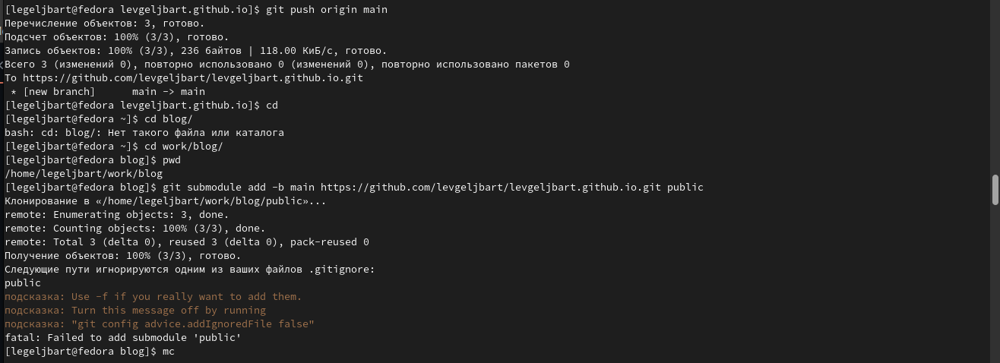 [legeljbart@fedora levgeljbart.github.io]$ git push origin main
Перечисление объектов: 3, готово.
Подсчет объектов: 100% (3/3), готово.
Запись объектов: 100% (3/3), 236 байтов | 118.00 КиБ/с, готово.
Всего 3 (изменений 0), повторно использовано 0 (изменений 0), повторно использовано пакетов 0
To https://github.com/levgeljbart/levgeljbart.github.io.git
 * [new branch]      main -> main
[legeljbart@fedora levgeljbart.github.io]$ cd
[legeljbart@fedora ~]$ cd blog/
bash: cd: blog/: Нет такого файла или каталога
[legeljbart@fedora ~]$ cd work/blog/
[legeljbart@fedora blog]$ pwd
/home/legeljbart/work/blog
[legeljbart@fedora blog]$ git submodule add -b main https://github.com/levgeljbart/levgeljbart.github.io.git public
Клонирование в «/home/legeljbart/work/blog/public»...
remote: Enumerating objects: 3, done.
remote: Counting objects: 100% (3/3), done.
remote: Total 3 (delta 0), reused 3 (delta 0), pack-reused 0
Получение объектов: 100% (3/3), готово.
Следующие пути игнорируются одним из ваших файлов .gitignore:
public
подсказка: Use -f if you really want to add them.
подсказка: Turn this message off by running
подсказка: "git config advice.addIgnoredFile false"
fatal: Failed to add submodule 'public'
[legeljbart@fedora blog]$ mc